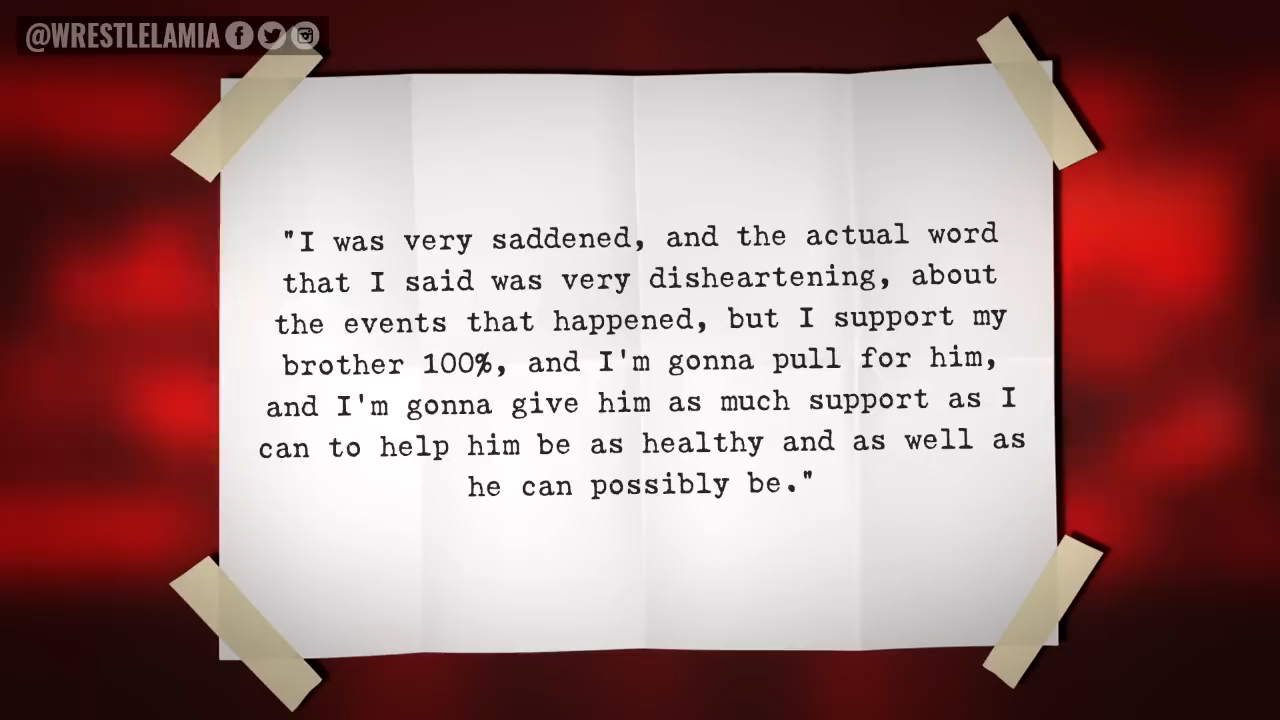 @WRESTLELAMIA
"I was very saddened, and the actual word
that I said was very disheartening, about
the events that happened, but I support my
brother 100%, and I'm gonna pull for him,
and I'm gonna give him as much support as I
can to help him be as healthy and as well as
he can possibly be."